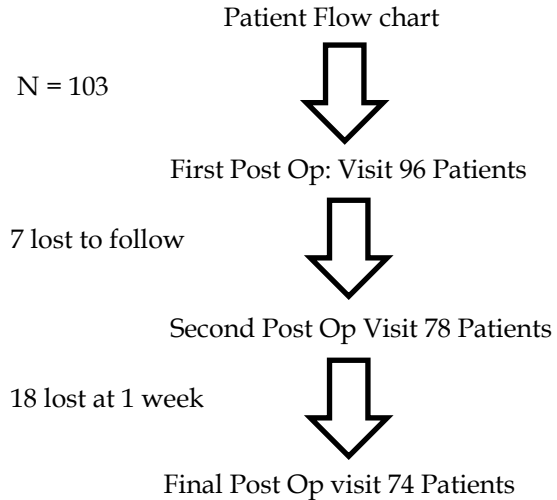 Patient Flow chart
N = 103
First Post Op: Visit 96 Patients
7 lost to follow
Second Post Op Visit 78 Patients
18 lost at 1 week
Final Post Op visit 74 Patients